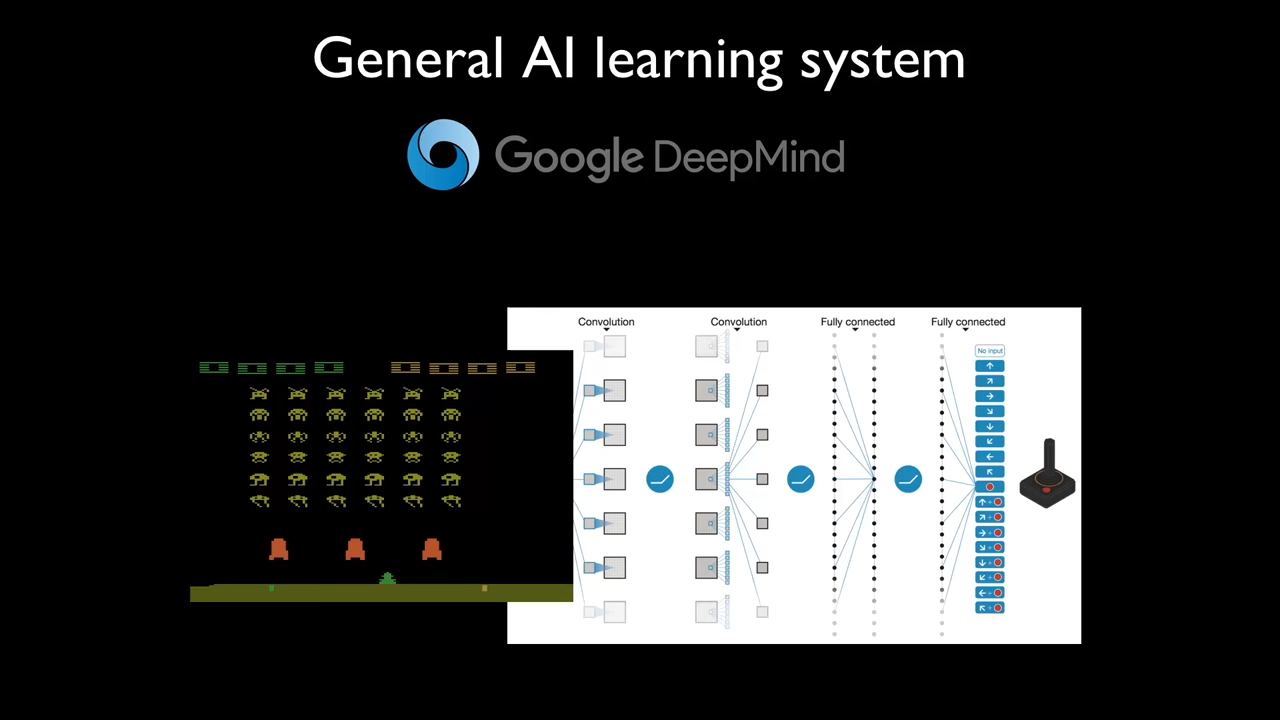 General AI learning system
Google DeepMind
Convolution Convolution Fully connected Fully connected
No input